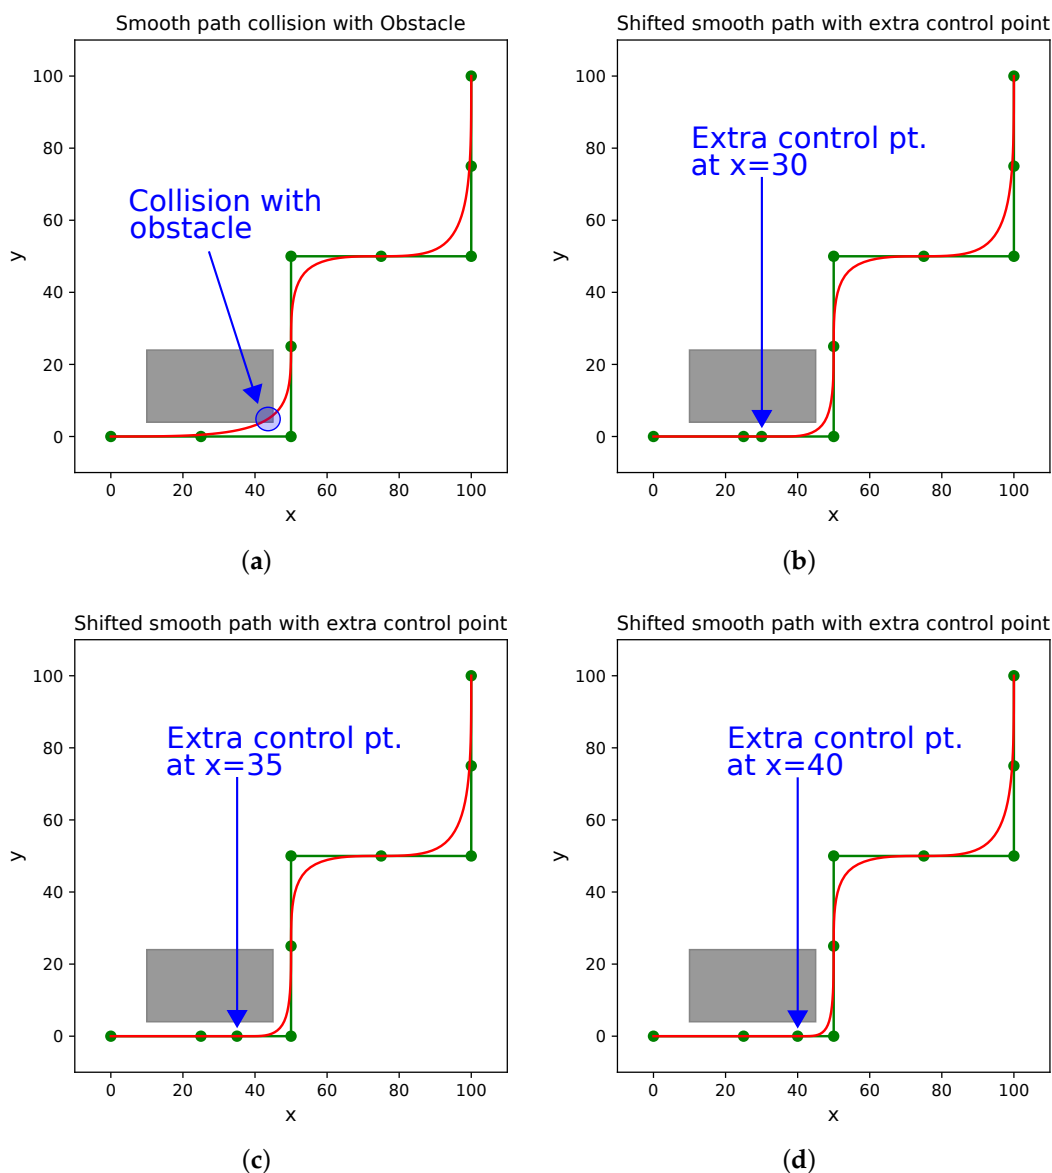 Smooth path collision with Obstacle
100
80
60
40
20
0
y
Collision with
obstacle
0 20 40 60 80 100
x
(a)
Shifted smooth path with extra control point
100
80
60
40
20
0
y
Extra control pt.
at x=30
0 20 40 60 80 100
x
(b)
Shifted smooth path with extra control point
100
80
60
40
20
0
y
Extra control pt.
at x=35
0 20 40 60 80 100
x
(c)
Shifted smooth path with extra control point
100
80
60
40
20
0
y
Extra control pt.
at x=40
0 20 40 60 80 100
x
(d)